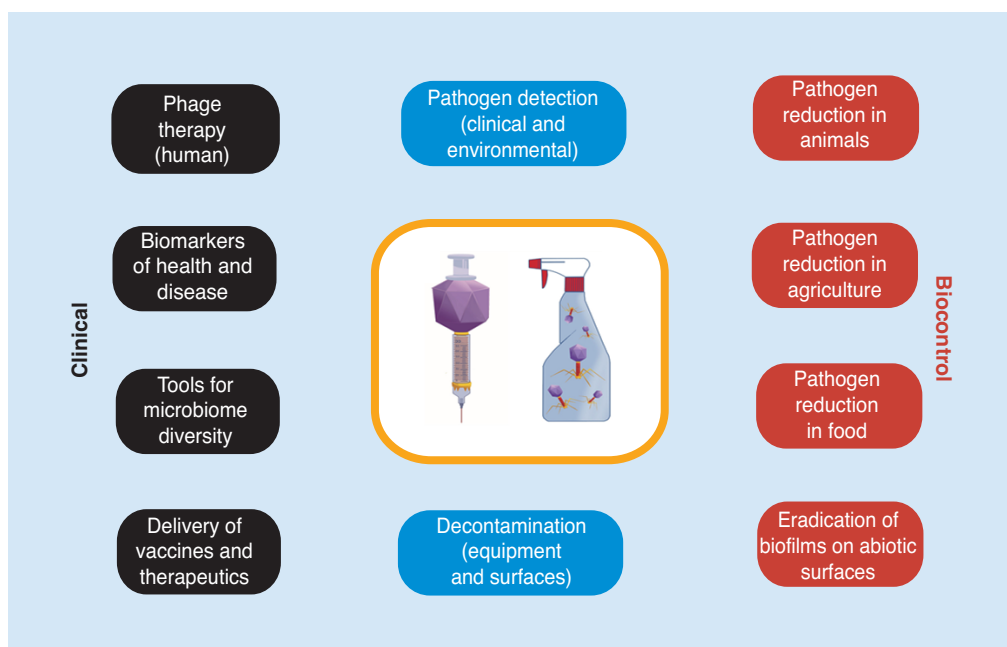 Clinical
Phage
therapy
(human)
Biomarkers
of health and
disease
Tools for
microbiome
diversity
Delivery of
vaccines and
therapeutics
Pathogen detection
(clinical and
environmental)
Decontamination
(equipment
and surfaces)
Pathogen
reduction in
animals
Pathogen
reduction in
agriculture
Pathogen
reduction
in food
Eradication of
biofilms on abiotic
surfaces
Biocontrol